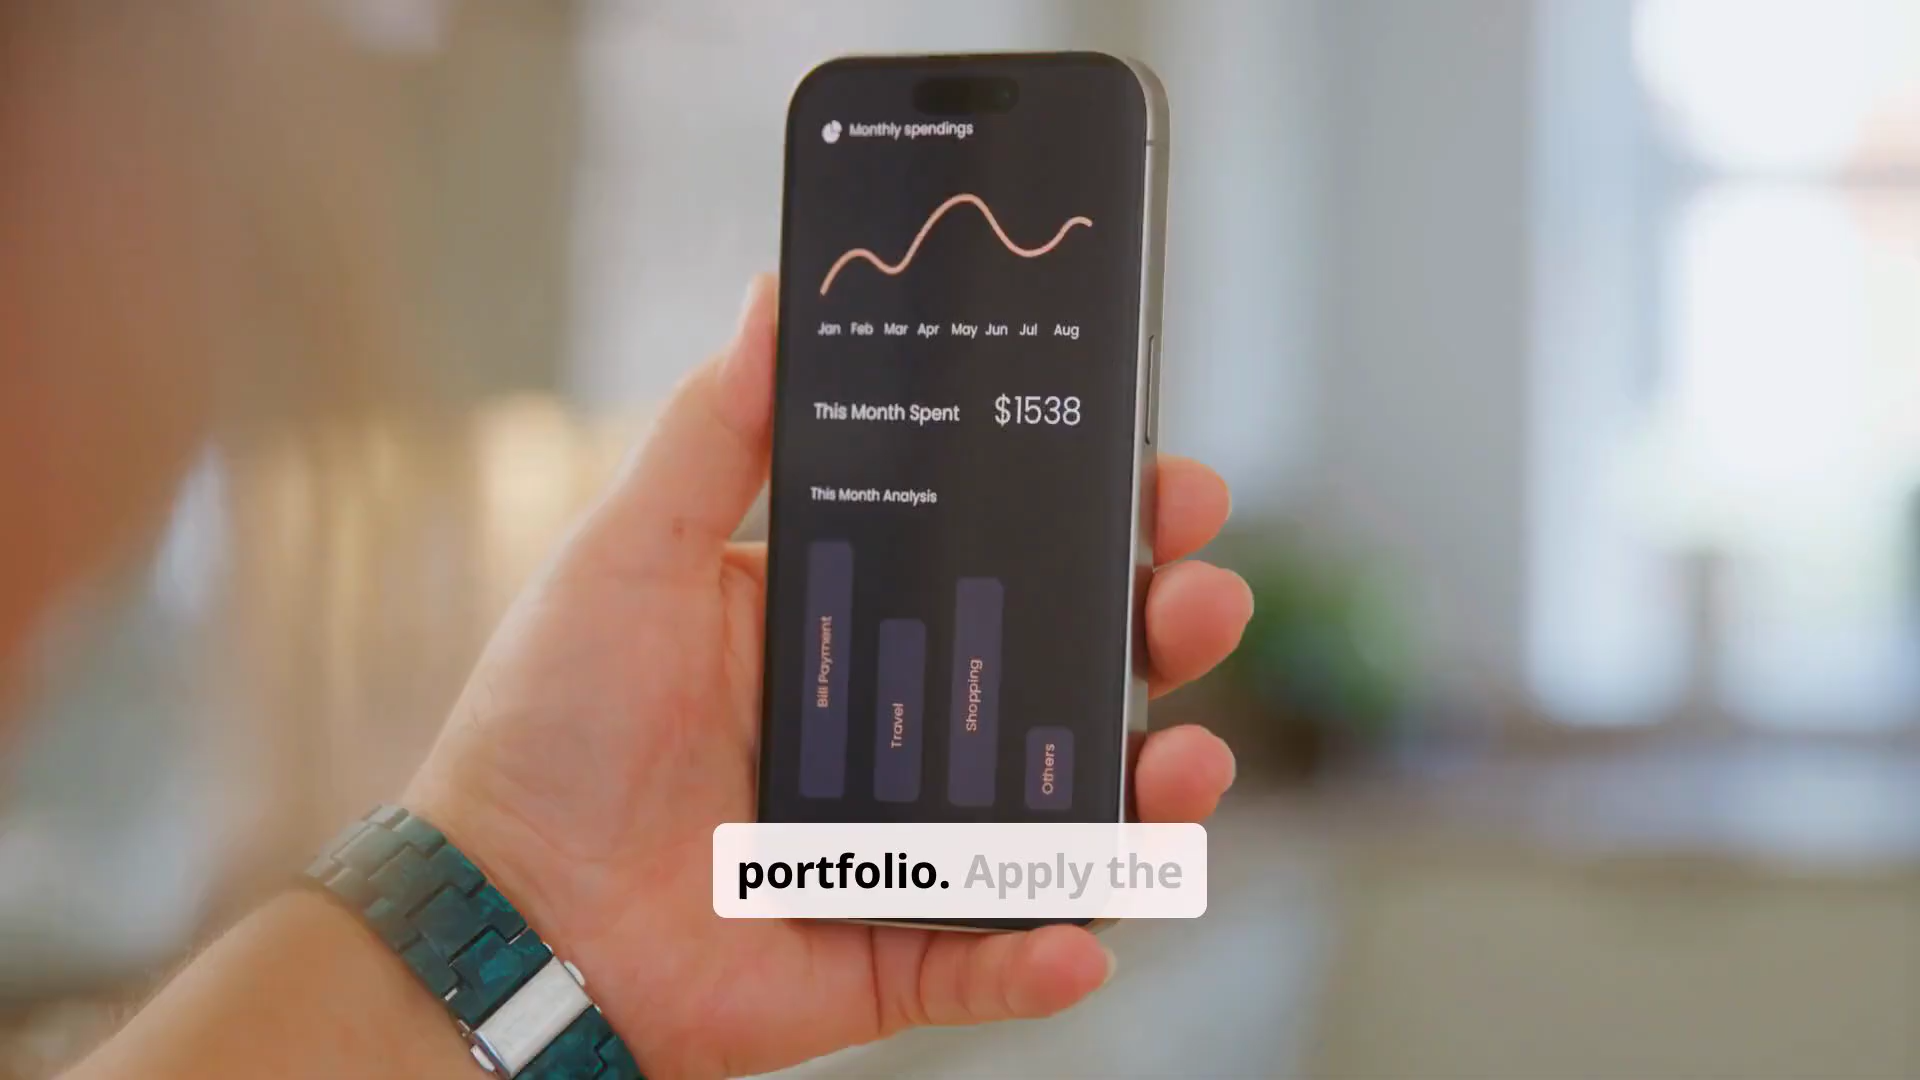 Monthly spendings
Jan Feb Mar Apr May Jun Jul Aug
This Month Spent $1538
This Month Analysis
Bill Payment
Travel
Shopping
Others
portfolio. Apply the